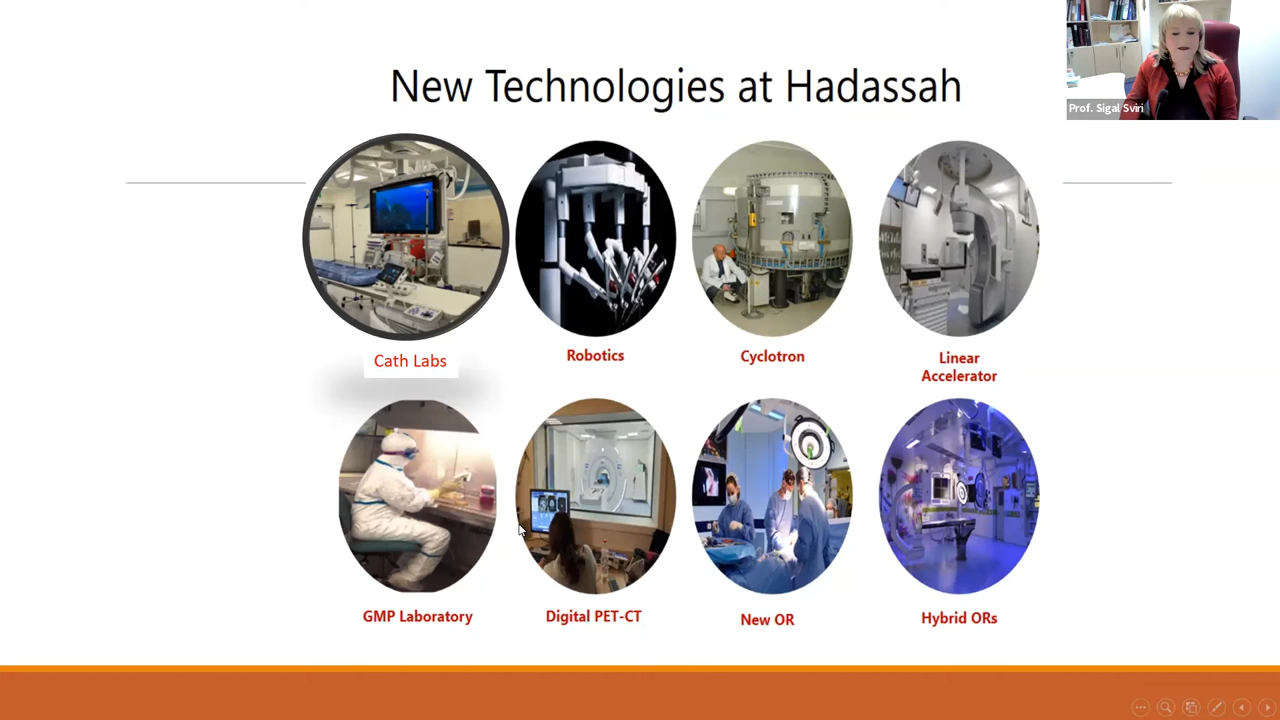 New Technologies at Hadassah
Prof. Sigal Sviri
Cath Labs
Robotics
Cyclotron
Linear
Accelerator
GMP Laboratory
Digital PET-CT
New OR
Hybrid ORs